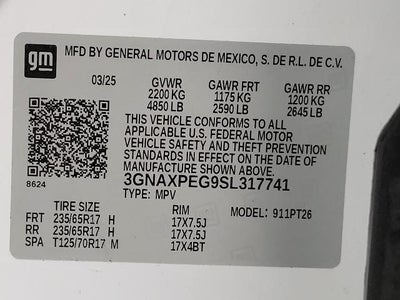 gm MFD BY GENERAL MOTORS DE MEXICO, S. DE R.L. DE C.V.
03/25 GVWR GAWR FRT GAWR RR
2200 KG 1175 KG 1200 KG
4850 LB 2590 LB 2645 LB
THIS VEHICLE CONFORMS TO ALL
APPLICABLE U.S. FEDERAL MOTOR
VEHICLE SAFETY AND THEFT PREVENTION
STANDARDS IN EFFECT ON THE DATE OF
MANUFACTURE SHOWN ABOVE.
8624 3GNAXPEG9SL317741
TYPE: MPV
TIRE SIZE RIM MODEL: 911PT26
FRT 235/65R17 H 17X7.5J
RR 235/65R17 H 17X7.5J
SPA T125/70R17 M 17X4BT